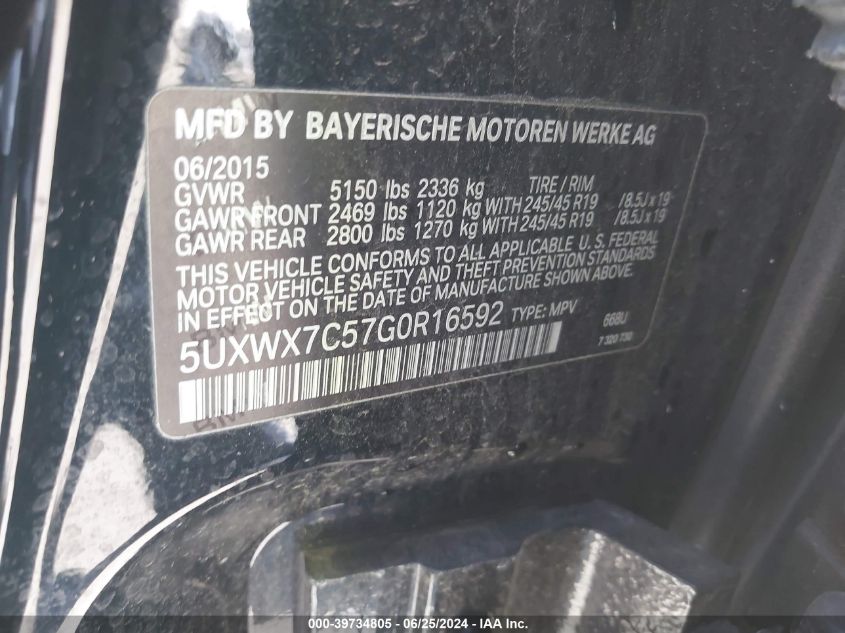 MFD BY BAYERISCHE MOTOREN WERKE AG
06/2015
GVWR 5150 lbs 2336 kg TIRE / RIM
GAWR FRONT 2469 lbs 1120 kg WITH 245/45 R19 /8.5J x 19
GAWR REAR 2800 lbs 1270 kg WITH 245/45 R19 /8.5J x 19
THIS VEHICLE CONFORMS TO ALL APPLICABLE U. S. FEDERAL
MOTOR VEHICLE SAFETY AND THEFT PREVENTION STANDARDS
IN EFFECT ON THE DATE OF MANUFACTURE SHOWN ABOVE.
5UXWX7C57G0R16592 TYPE: MPV 668U
7 320 730
000-39734805 - 06/25/2024 - IAA Inc.